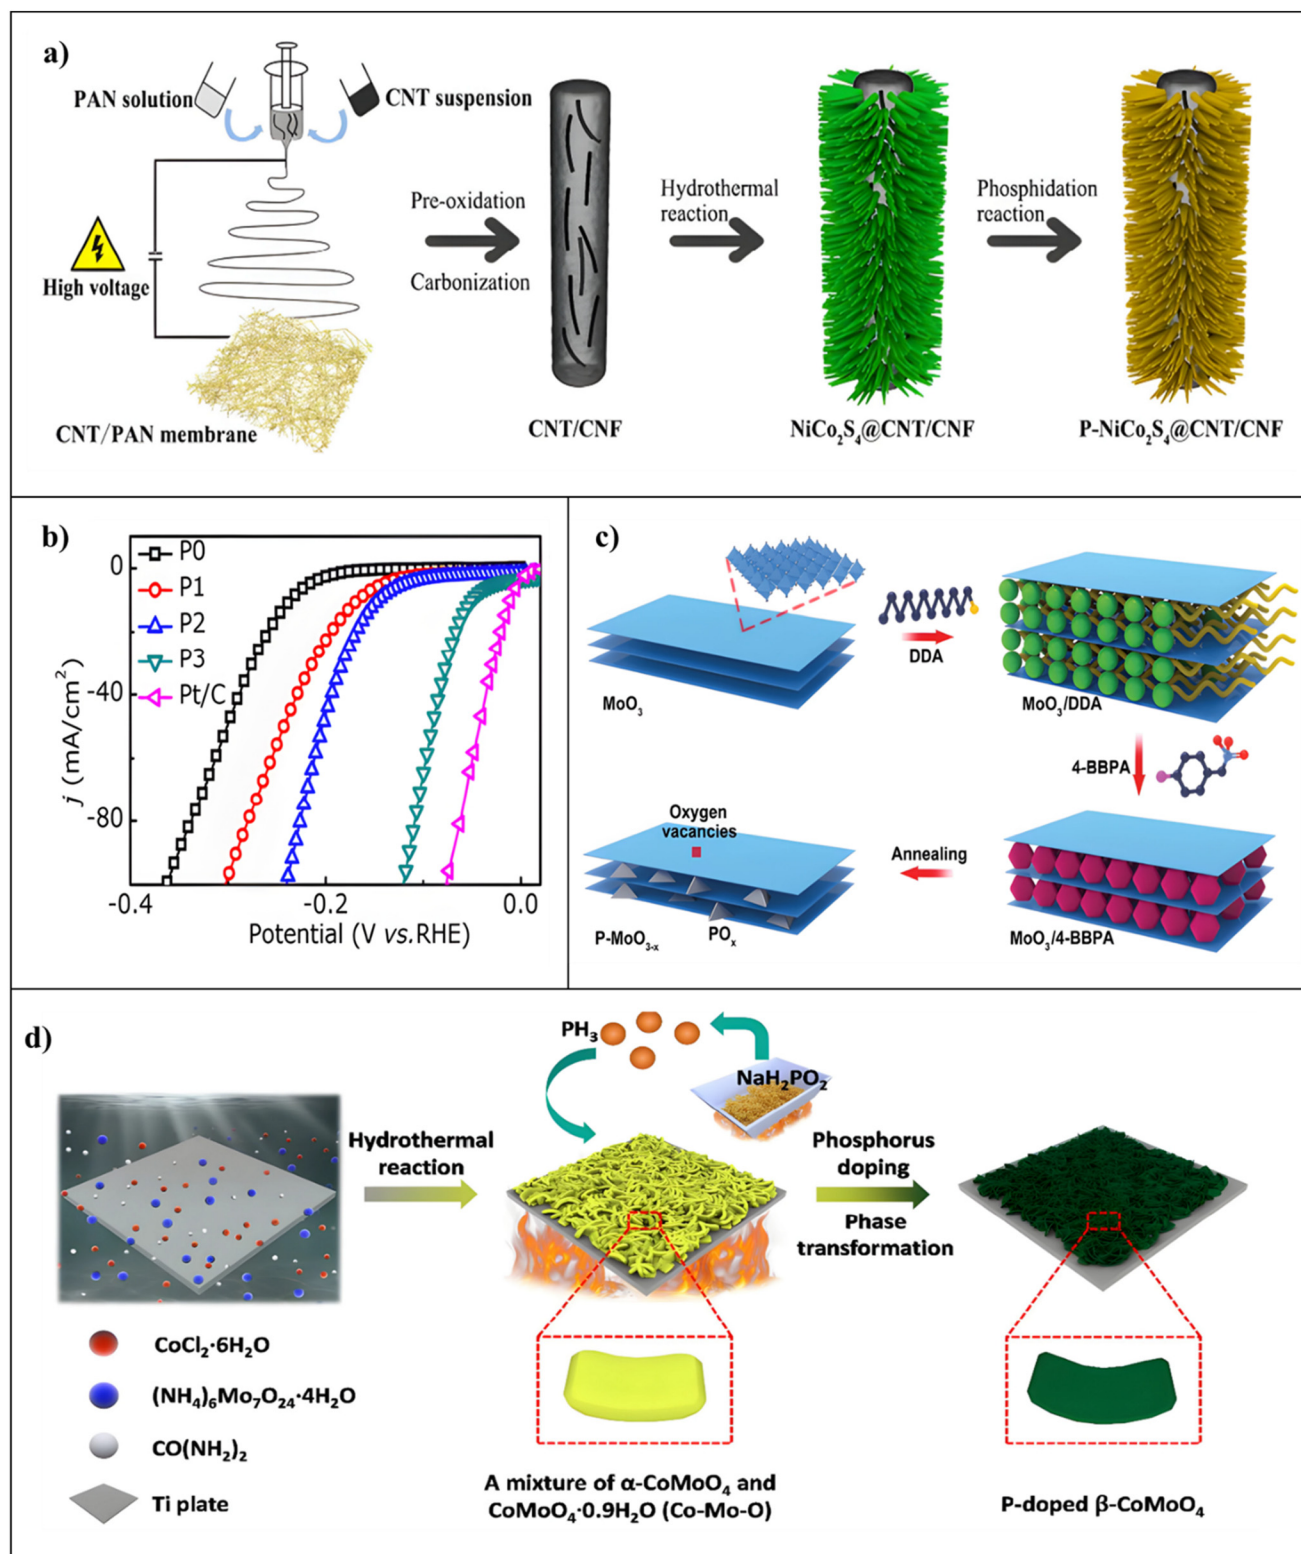 a)
PAN solution
CNT suspension
High voltage
CNT/PAN membrane
Pre-oxidation
Carbonization
CNT/CNF
Hydrothermal
reaction
NiCo₂S₄@CNT/CNF
Phosphidation
reaction
P-NiCo₂S₄@CNT/CNF
b)
P0
P1
P2
P3
Pt/C
0
-40
-80
j (mA/cm²)
-0.4
-0.2
0.0
Potential (V vs.RHE)
c)
MoO₃
DDA
MoO₃/DDA
4-BBPA
MoO₃/4-BBPA
Annealing
Oxygen
vacancies
POₓ
P-MoO₃₋ₓ
d)
Hydrothermal
reaction
PH₃
NaH₂PO₂
Phosphorus
doping
Phase
transformation
CoCl₂·6H₂O
(NH₄)₆Mo₇O₂₄·4H₂O
CO(NH₂)₂
Ti plate
A mixture of α-CoMoO₄ and
CoMoO₄·0.9H₂O (Co-Mo-O)
P-doped β-CoMoO₄